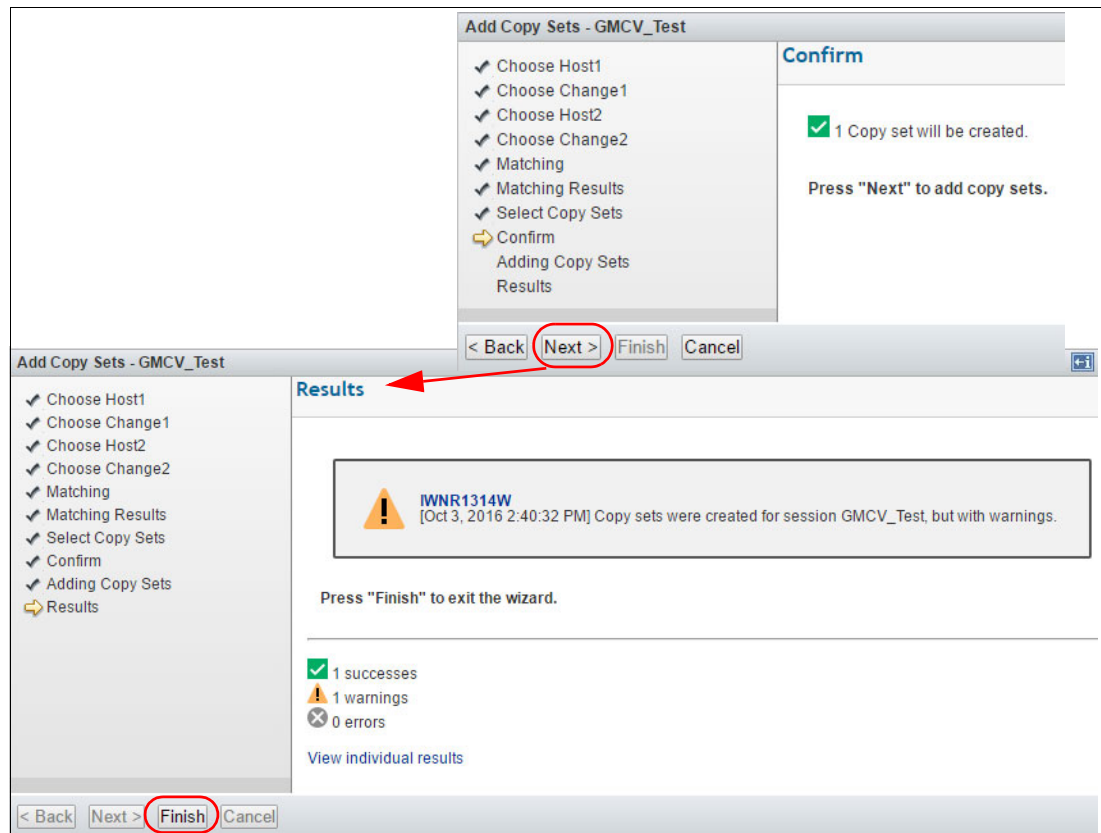 Add Copy Sets - GMCV_Test
Choose Host1
Choose Change1
Choose Host2
Choose Change2
Matching
Matching Results
Select Copy Sets
Confirm
Adding Copy Sets
Results
Confirm
1 Copy set will be created.
Press "Next" to add copy sets.
< Back Next > Finish Cancel
Add Copy Sets - GMCV_Test
Choose Host1
Choose Change1
Choose Host2
Choose Change2
Matching
Matching Results
Select Copy Sets
Confirm
Adding Copy Sets
Results
Results
IWNR1314W
[Oct 3, 2016 2:40:32 PM] Copy sets were created for session GMCV_Test, but with warnings.
Press "Finish" to exit the wizard.
1 successes
1 warnings
0 errors
View individual results
< Back Next > Finish Cancel